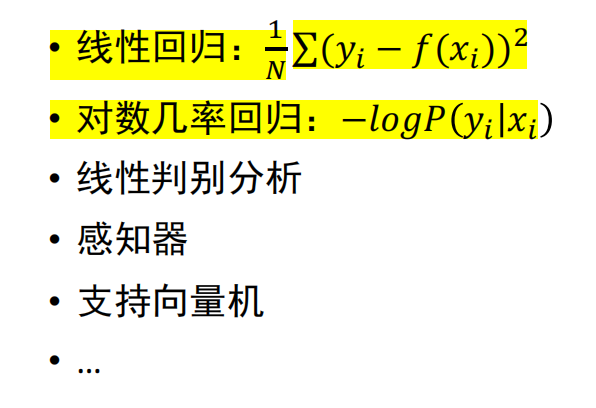 • 线性回归：$\frac{1}{N}\sum(y_i - f(x_i))^2$
• 对数几率回归：$-logP(y_i|x_i)$
• 线性判别分析
• 感知器
• 支持向量机
• ...